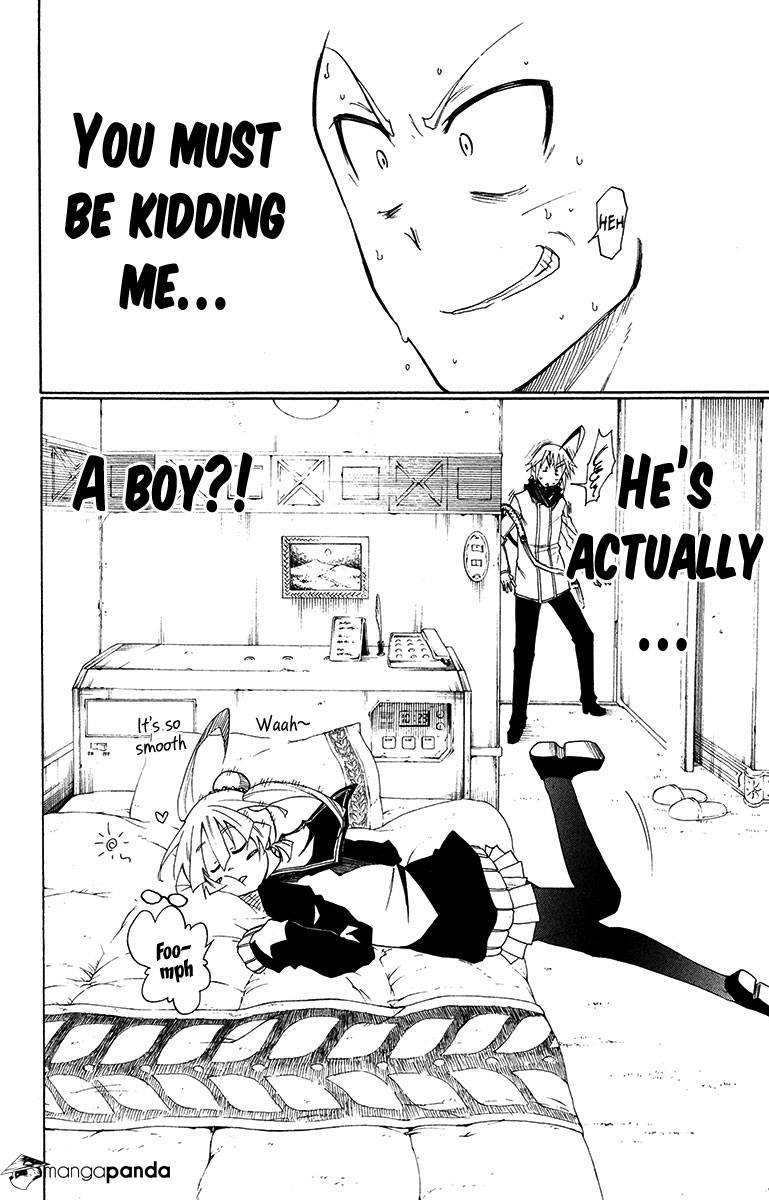 YOU MUST
BE KIDDING
ME...
HEH
HE'S
ACTUALLY
...
A BOY?!
It's so
smooth
Waah~
Foo-
mph
mangapanda